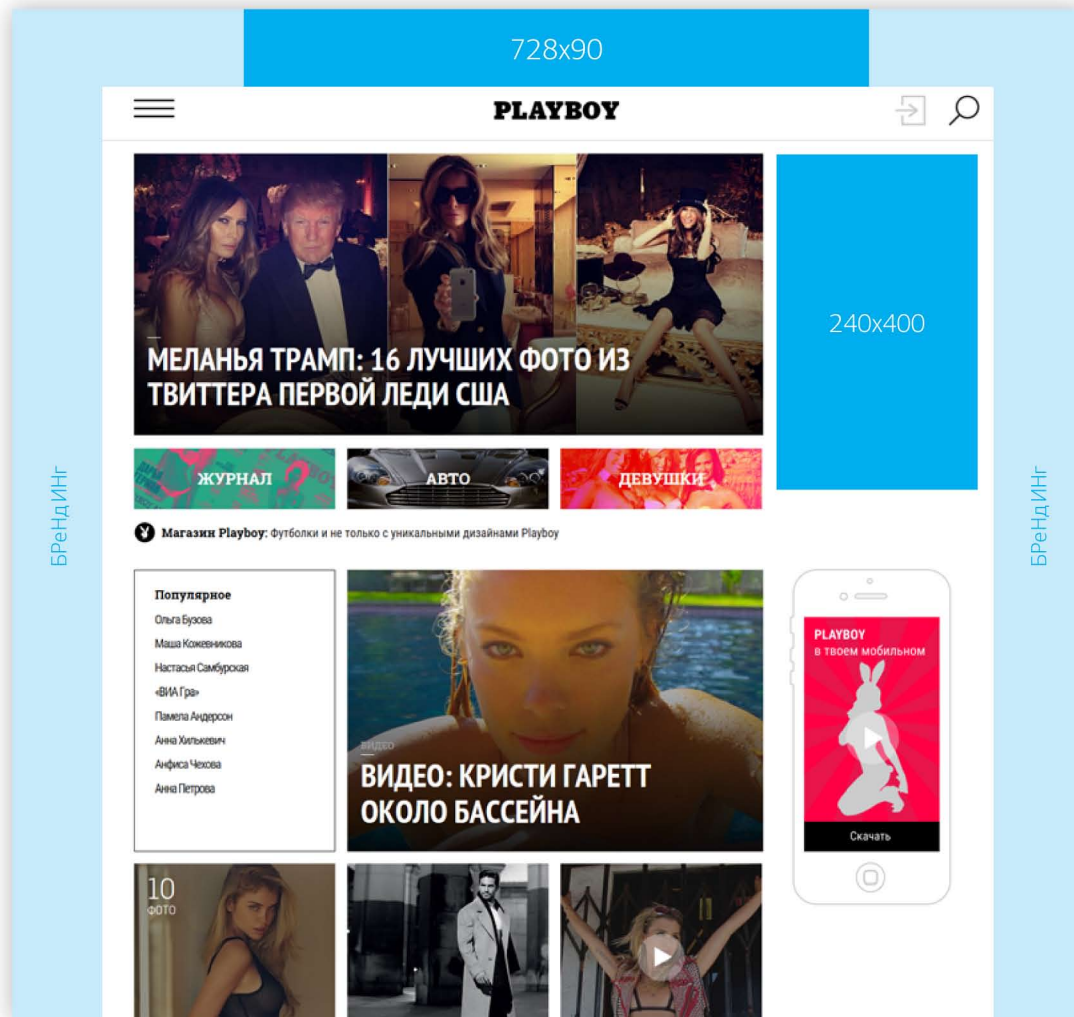 728x90
PLAYBOY
240x400
МЕЛАНЬЯ ТРАМП: 16 ЛУЧШИХ ФОТО ИЗ
ТВИТТЕРА ПЕРВОЙ ЛЕДИ США
ЖУРНАЛ
АВТО
ДЕВУШКИ
БРеНдИНг
БРеНдИНг
Магазин Playboy: Футболки и не только с уникальными дизайнами Playboy
Популярное
Ольга Бузова
Маша Кожевникова
Настасья Самбурская
«ВИА Гра»
Памела Андерсон
Анна Хилькевич
Анфиса Чехова
Анна Петрова
ВИДЕО
ВИДЕО: КРИСТИ ГАРЕТТ
ОКОЛО БАССЕЙНА
PLAYBOY
в твоем мобильном
Скачать
10
ФОТО